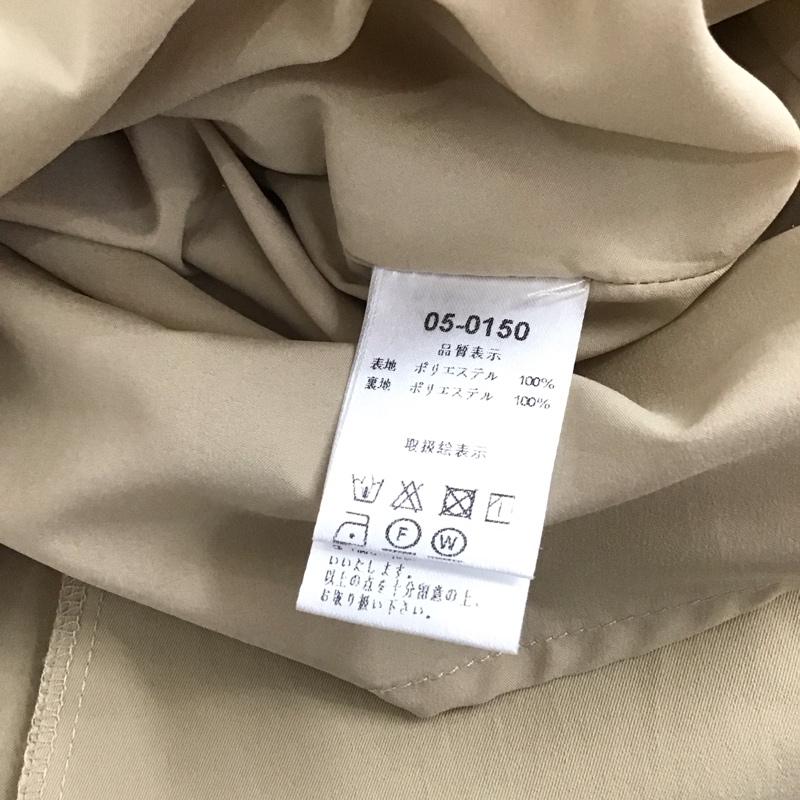 05-0150
品質表示
表地 ポリエステル 100%
裏地 ポリエステル 100%
取扱絵表示
F W
いいたします。
以上の点を十分留意の上、
お取り扱い下さい。